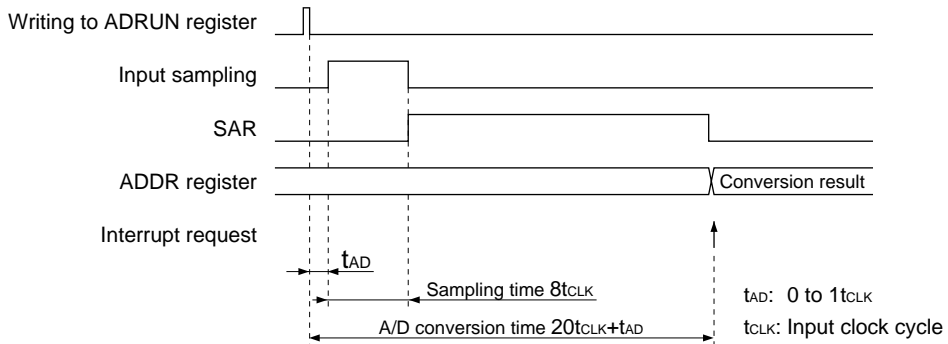 Writing to ADRUN register
Input sampling
SAR
ADDR register
Conversion result
Interrupt request
tAD
Sampling time 8tCLK
tAD: 0 to 1tCLK
A/D conversion time 20tCLK+tAD
tCLK: Input clock cycle